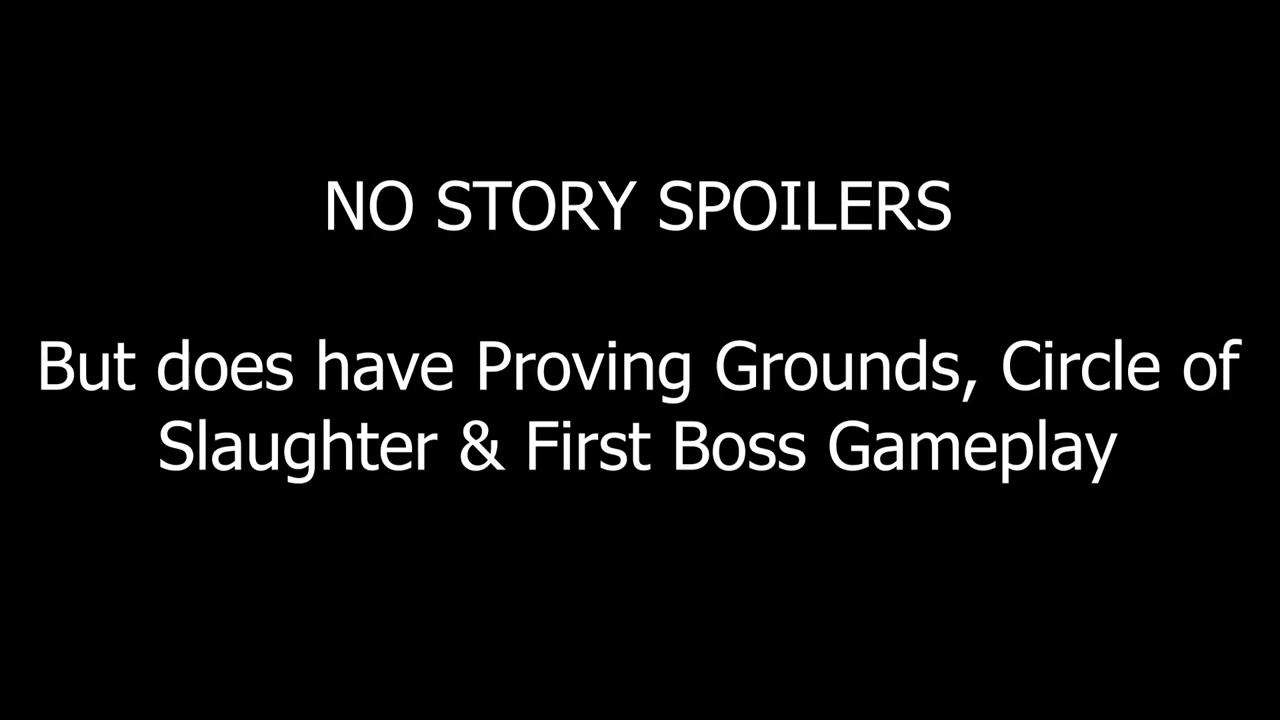 NO STORY SPOILERS
But does have Proving Grounds, Circle of
Slaughter & First Boss Gameplay